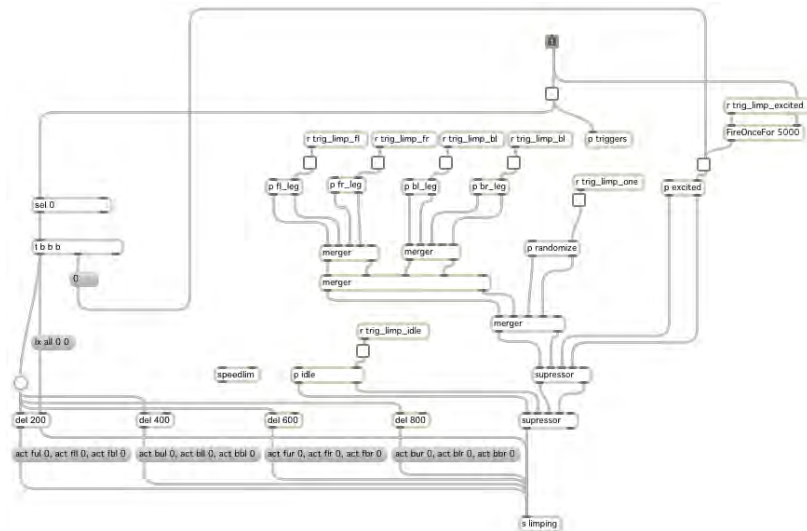 r trig_limp_excited
FireOnceFor 5000
p triggers
r trig_limp_fl
r trig_limp_fr
r trig_limp_bl
r trig_limp_bl
r trig_limp_one
p fl_leg
p fr_leg
p bl_leg
p br_leg
p excited
sel 0
t b b b
p randomize
merger
merger
0
merger
merger
r trig_limp_idle
lx all 0 0
speedlim
p idle
supressor
del 200
del 400
del 600
del 800
supressor
act ful 0, act fll 0, act fbl 0
act bul 0, act bll 0, act bbl 0
act fur 0, act flr 0, act fbr 0
act bur 0, act blr 0, act bbr 0
s limping